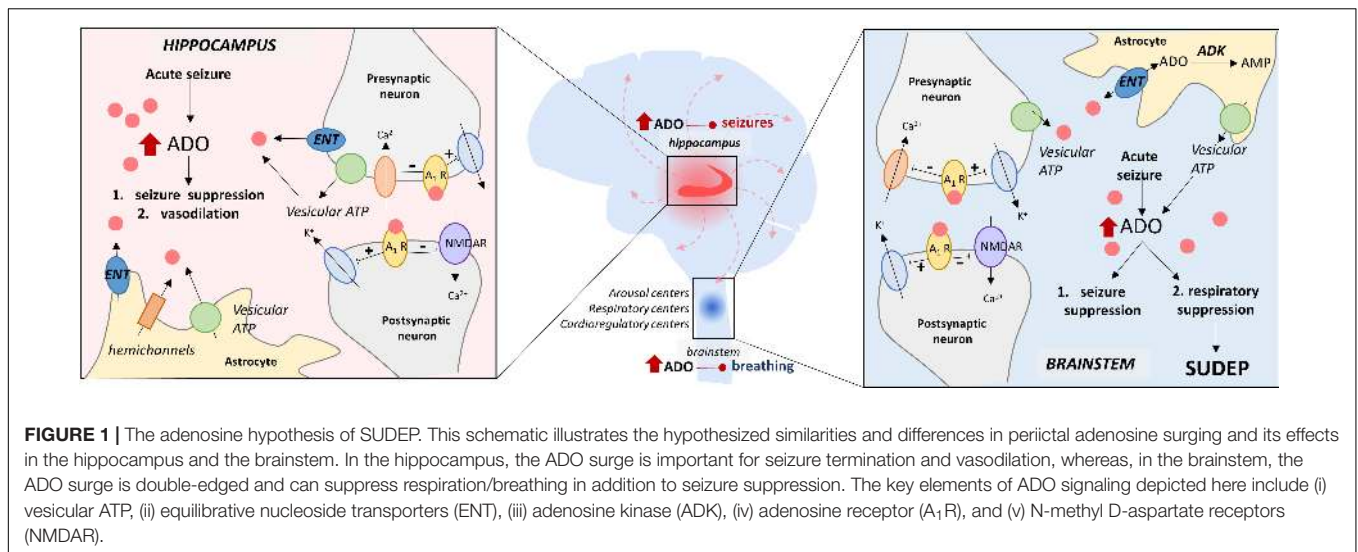 HIPPOCAMPUS
Acute seizure
ADO
1. seizure suppression
2. vasodilation
ENT
Presynaptic
neuron
Ca²
A₁ R
–
+
Vesicular ATP
K⁺
A₁ R
NMDAR
+
–
Ca²⁺
Postsynaptic
neuron
ENT
Vesicular
ATP
hemichannels
Astrocyte
ADO
seizures
hippocampus
Arousal centers
Respiratory centers
Cardioregulatory centers
brainstem
ADO
breathing
Astrocyte
ADO
ADK
AMP
ENT
Presynaptic
neuron
Ca²⁺
-
A₁ R
+
K⁺
Vesicular
ATP
Vesicular
ATP
Acute
seizure
ADO
K⁺
A₁ R
NMDAR
+
–
Ca²⁺
Postsynaptic
neuron
1. seizure
suppression
2. respiratory
suppression
BRAINSTEM
SUDEP
FIGURE 1 | The adenosine hypothesis of SUDEP. This schematic illustrates the hypothesized similarities and differences in periictal adenosine surging and its effects
in the hippocampus and the brainstem. In the hippocampus, the ADO surge is important for seizure termination and vasodilation, whereas, in the brainstem, the
ADO surge is double-edged and can suppress respiration/breathing in addition to seizure suppression. The key elements of ADO signaling depicted here include (i)
vesicular ATP, (ii) equilibrative nucleoside transporters (ENT), (iii) adenosine kinase (ADK), (iv) adenosine receptor (A₁R), and (v) N-methyl D-aspartate receptors
(NMDAR).